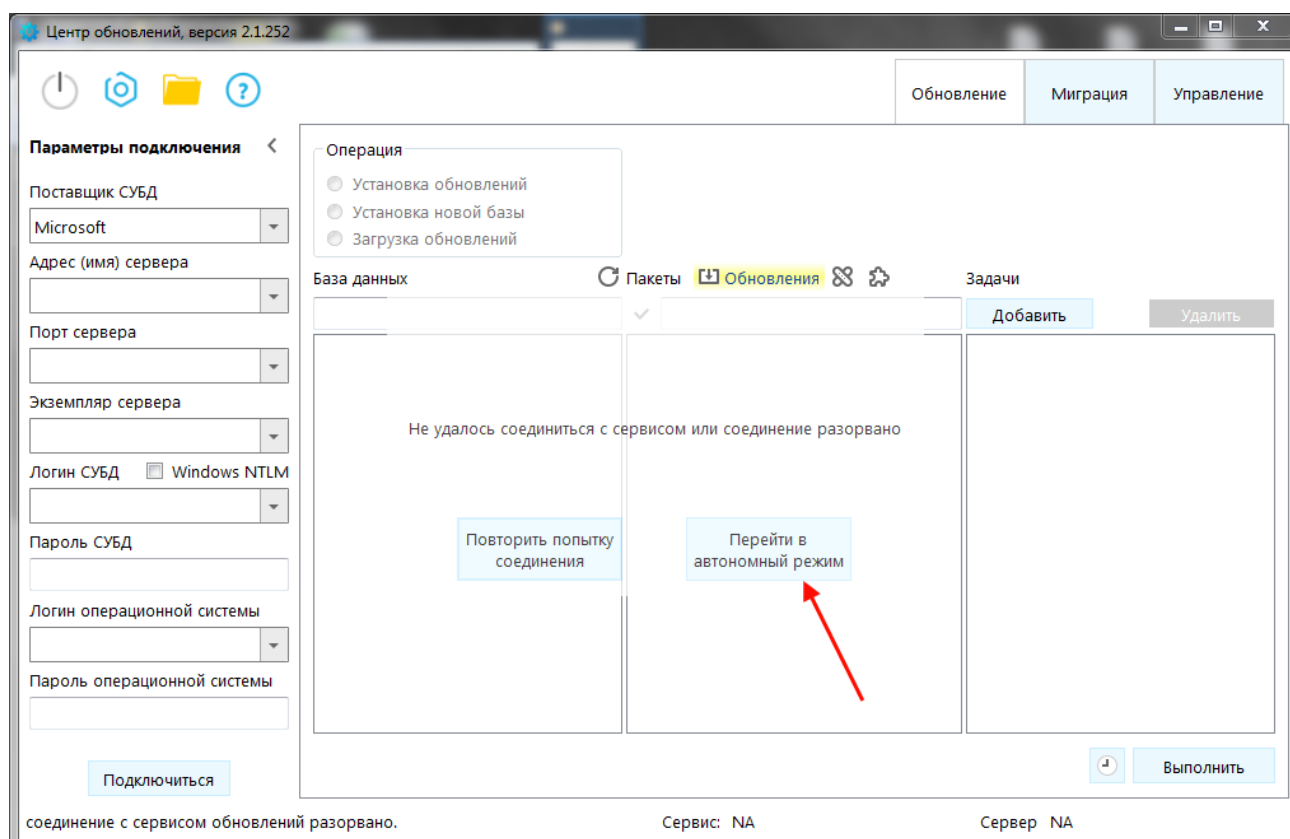 Центр обновлений, версия 2.1.252
Обновление
Миграция
Управление
Параметры подключения
Поставщик СУБД
Microsoft
Адрес (имя) сервера
Порт сервера
Экземпляр сервера
Логин СУБД
Windows NTLM
Пароль СУБД
Логин операционной системы
Пароль операционной системы
Подключиться
Операция
Установка обновлений
Установка новой базы
Загрузка обновлений
База данных
Пакеты
Обновления
Задачи
Добавить
Удалить
Не удалось соединиться с сервисом или соединение разорвано
Повторить попытку
соединения
Перейти в
автономный режим
Выполнить
соединение с сервисом обновлений разорвано.
Сервис: NA
Сервер NA